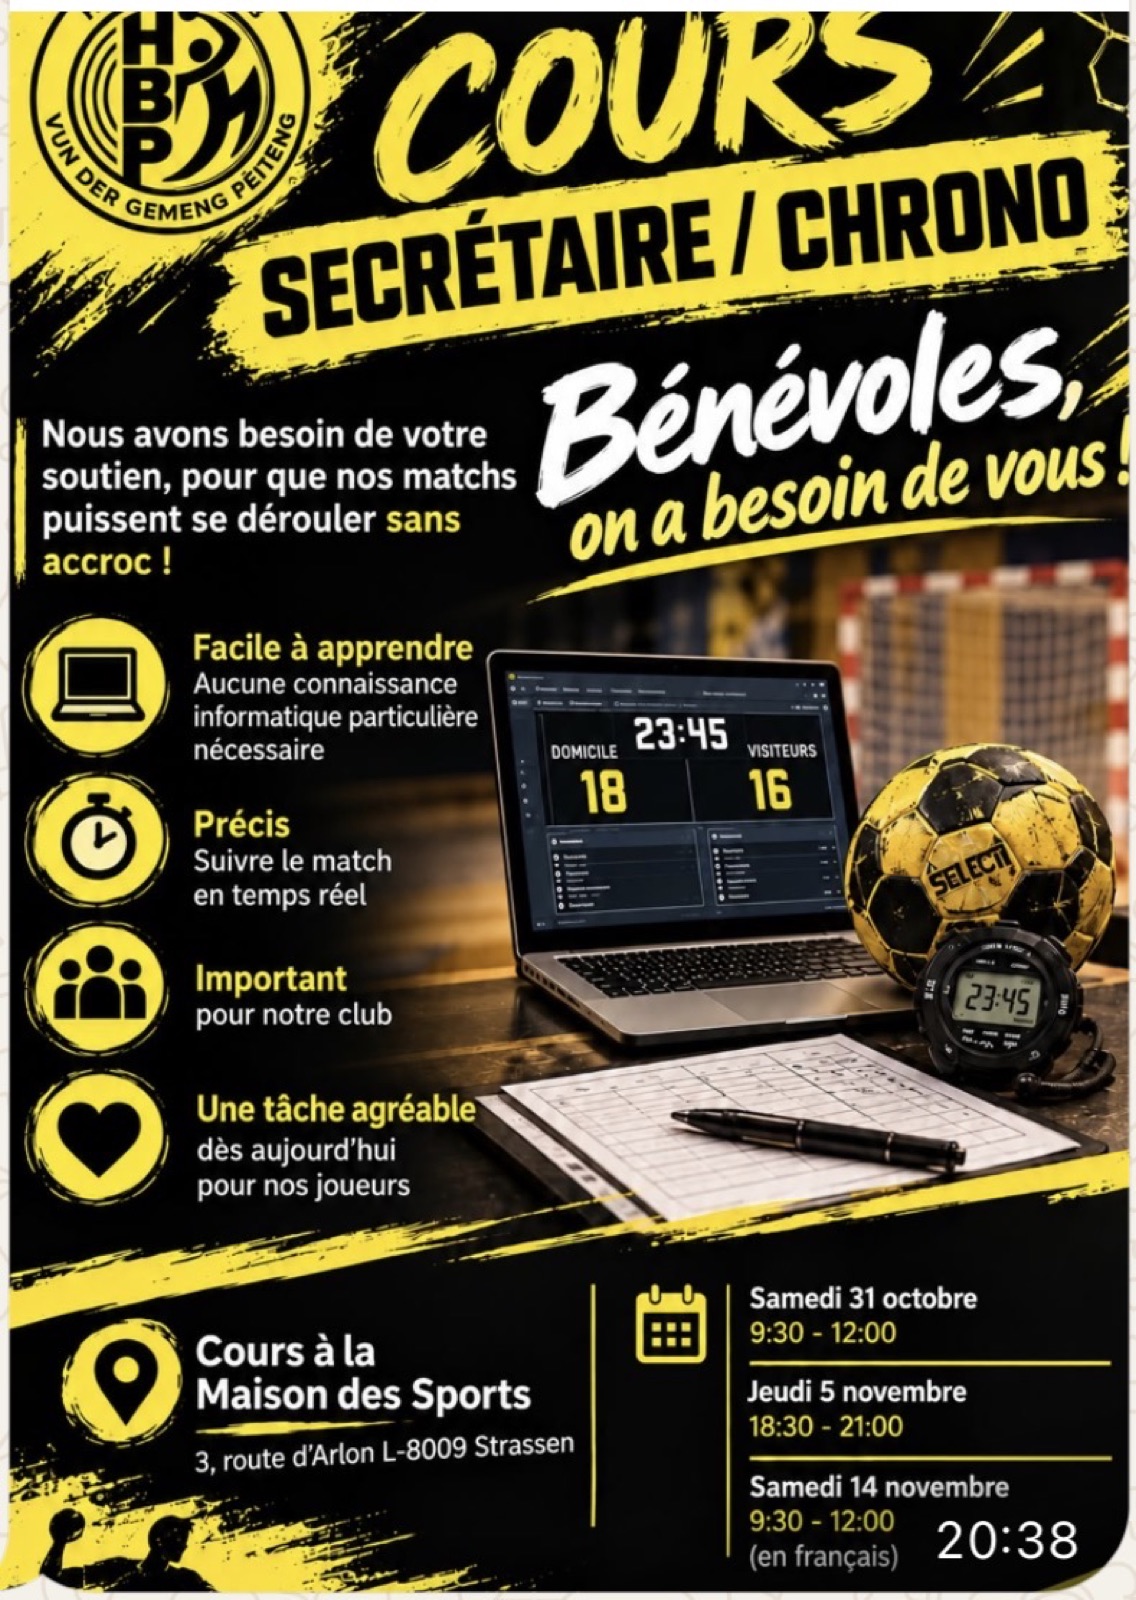 HBP
VUN DER GEMENG PÉITENG
COURS
SECRÉTAIRE / CHRONO
Bénévoles,
on a besoin de vous !
Nous avons besoin de votre
soutien, pour que nos matchs
puissent se dérouler sans
accroc !
Facile à apprendre
Aucune connaissance
informatique particulière
nécessaire
Précis
Suivre le match
en temps réel
Important
pour notre club
Une tâche agréable
dès aujourd'hui
pour nos joueurs
23:45
DOMICILE
VISITEURS
18
16
SELECT
23:45
Cours à la
Maison des Sports
3, route d'Arlon L-8009 Strassen
Samedi 31 octobre
9:30 - 12:00
Jeudi 5 novembre
18:30 - 21:00
Samedi 14 novembre
9:30 - 12:00
(en français)
20:38